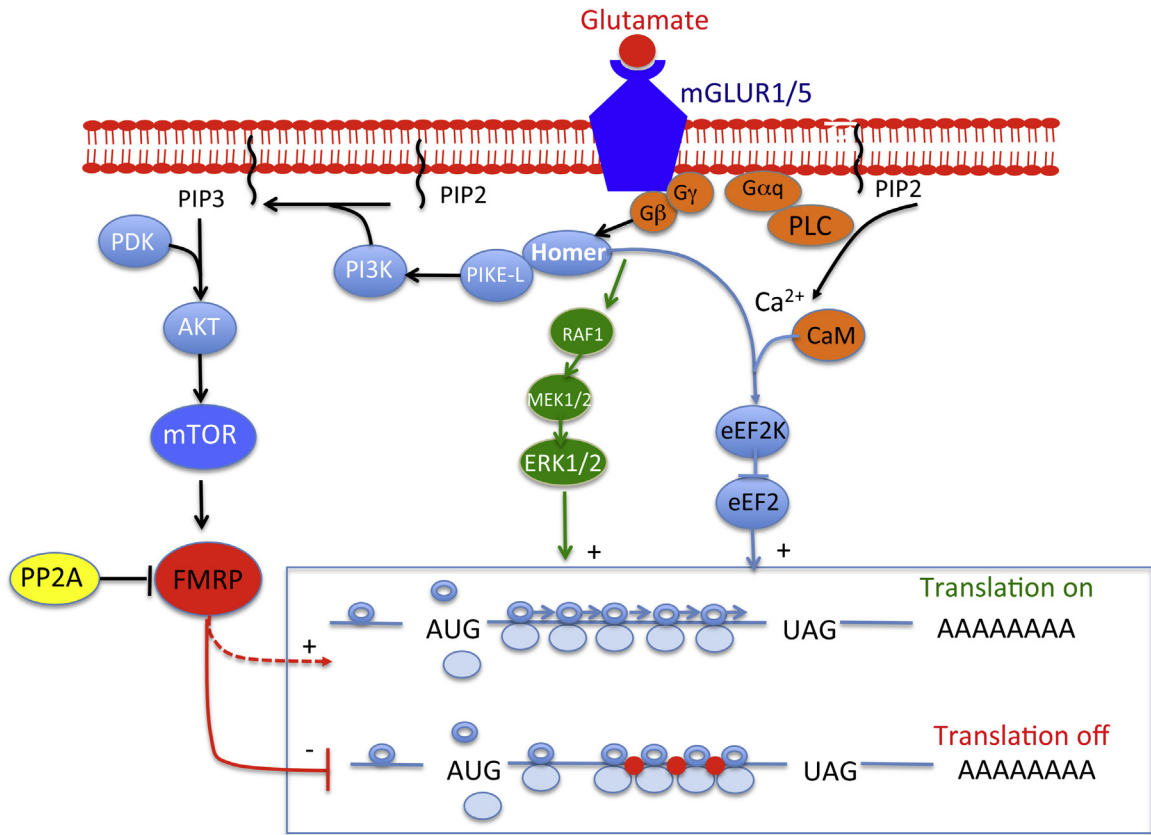 Glutamate
mGLUR1/5
PIP3
PIP2
Gβ
Gγ
Gαq
PLC
PIP2
PDK
PI3K
PIKE-L
Homer
Ca2+
CaM
AKT
RAF1
MEK1/2
ERK1/2
mTOR
eEF2K
eEF2
PP2A
FMRP
+
+
Translation on
+
AUG
UAG
AAAAAAAA
Translation off
-
AUG
UAG
AAAAAAAA